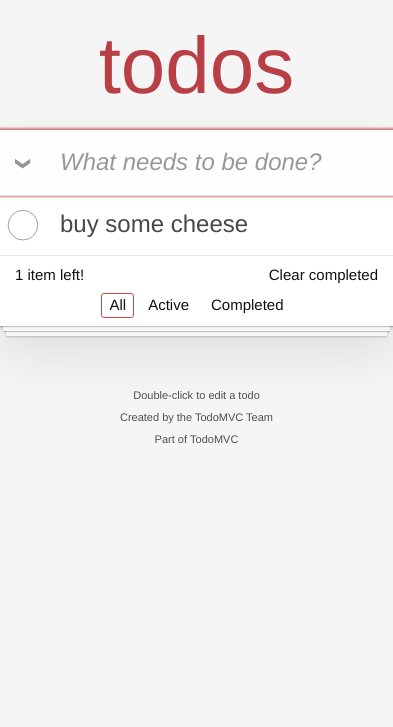 todos
What needs to be done?
buy some cheese
1 item left! Clear completed
All Active Completed
Double-click to edit a todo
Created by the TodoMVC Team
Part of TodoMVC